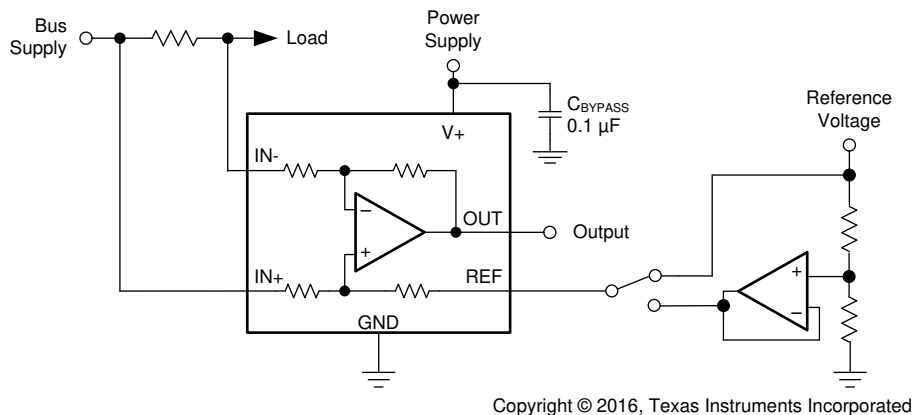 Bus
Supply
Load
Power
Supply
C_BYPASS
0.1 µF
Reference
Voltage
V+
IN-
−
OUT
Output
+
IN+
REF
+
−
GND
Copyright © 2016, Texas Instruments Incorporated